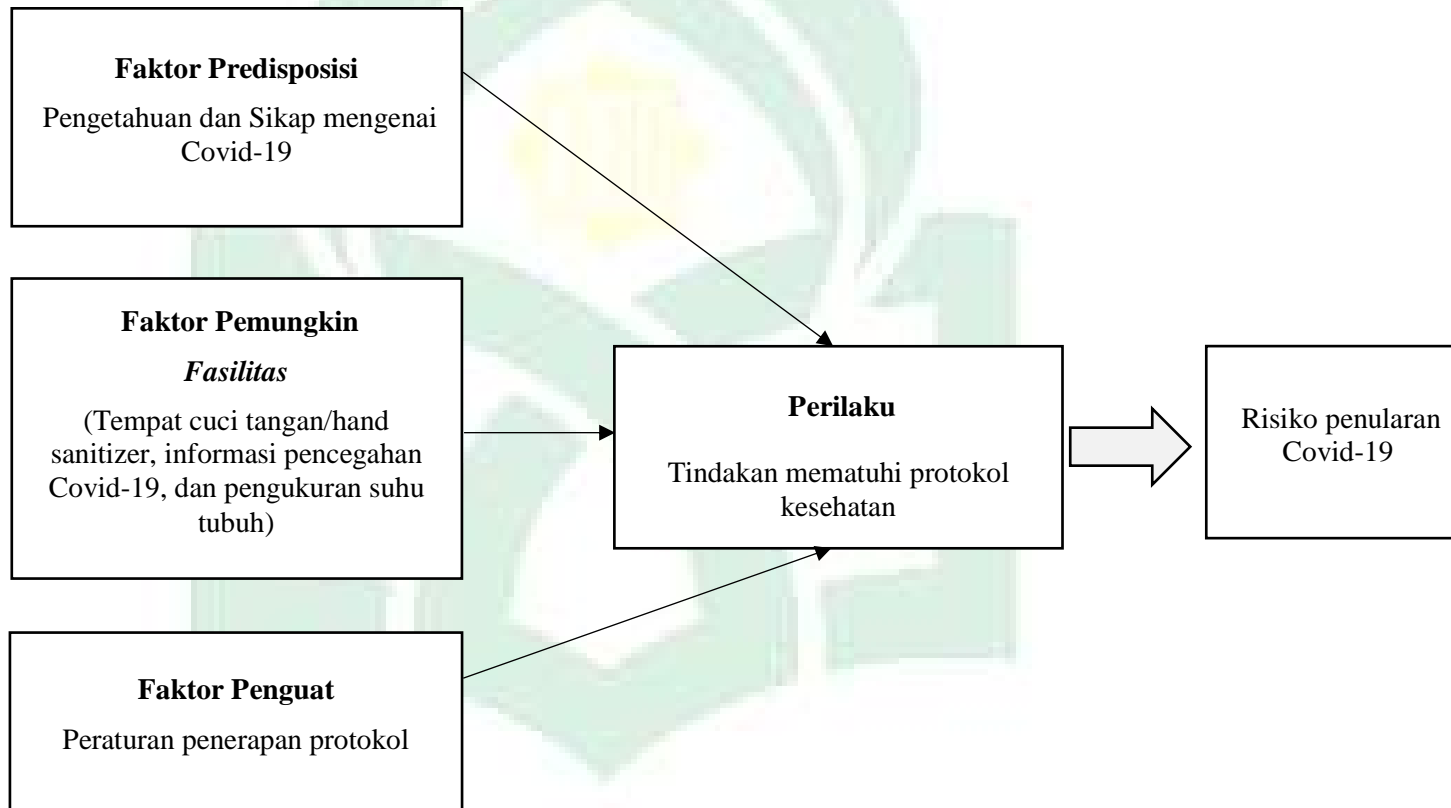 Faktor Predisposisi
Pengetahuan dan Sikap mengenai
Covid-19
Faktor Pemungkin
Fasilitas
(Tempat cuci tangan/hand
sanitizer, informasi pencegahan
Covid-19, dan pengukuran suhu
tubuh)
Faktor Penguat
Peraturan penerapan protokol
Perilaku
Tindakan mematuhi protokol
kesehatan
Risiko penularan
Covid-19